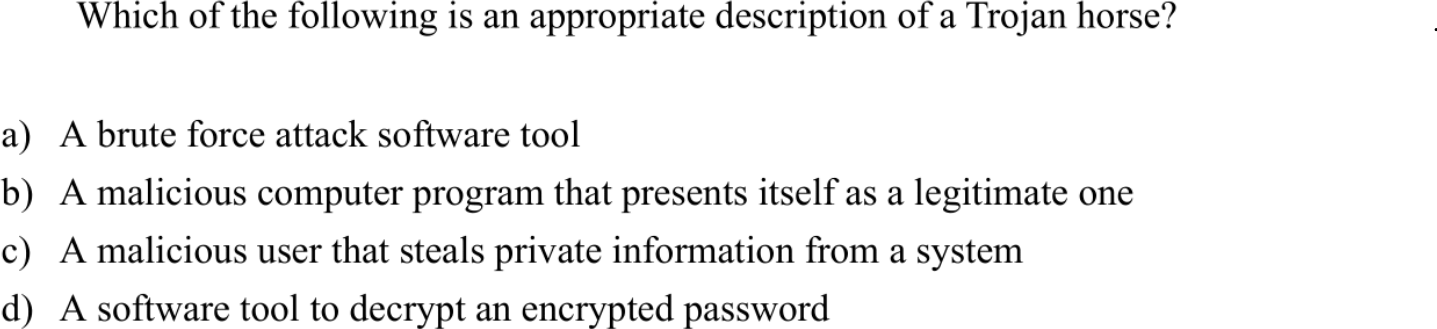 Which of the following is an appropriate description of a Trojan horse?
a) A brute force attack software tool
b) A malicious computer program that presents itself as a legitimate one
c) A malicious user that steals private information from a system
d) A software tool to decrypt an encrypted password